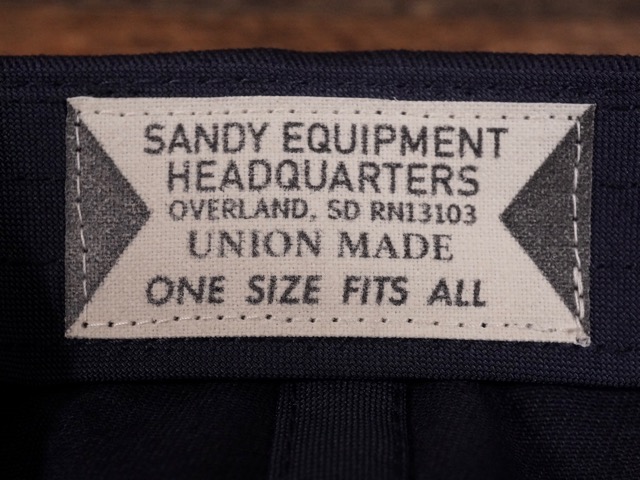 SANDY EQUIPMENT
HEADQUARTERS
OVERLAND, SD RN13103
UNION MADE
ONE SIZE FITS ALL